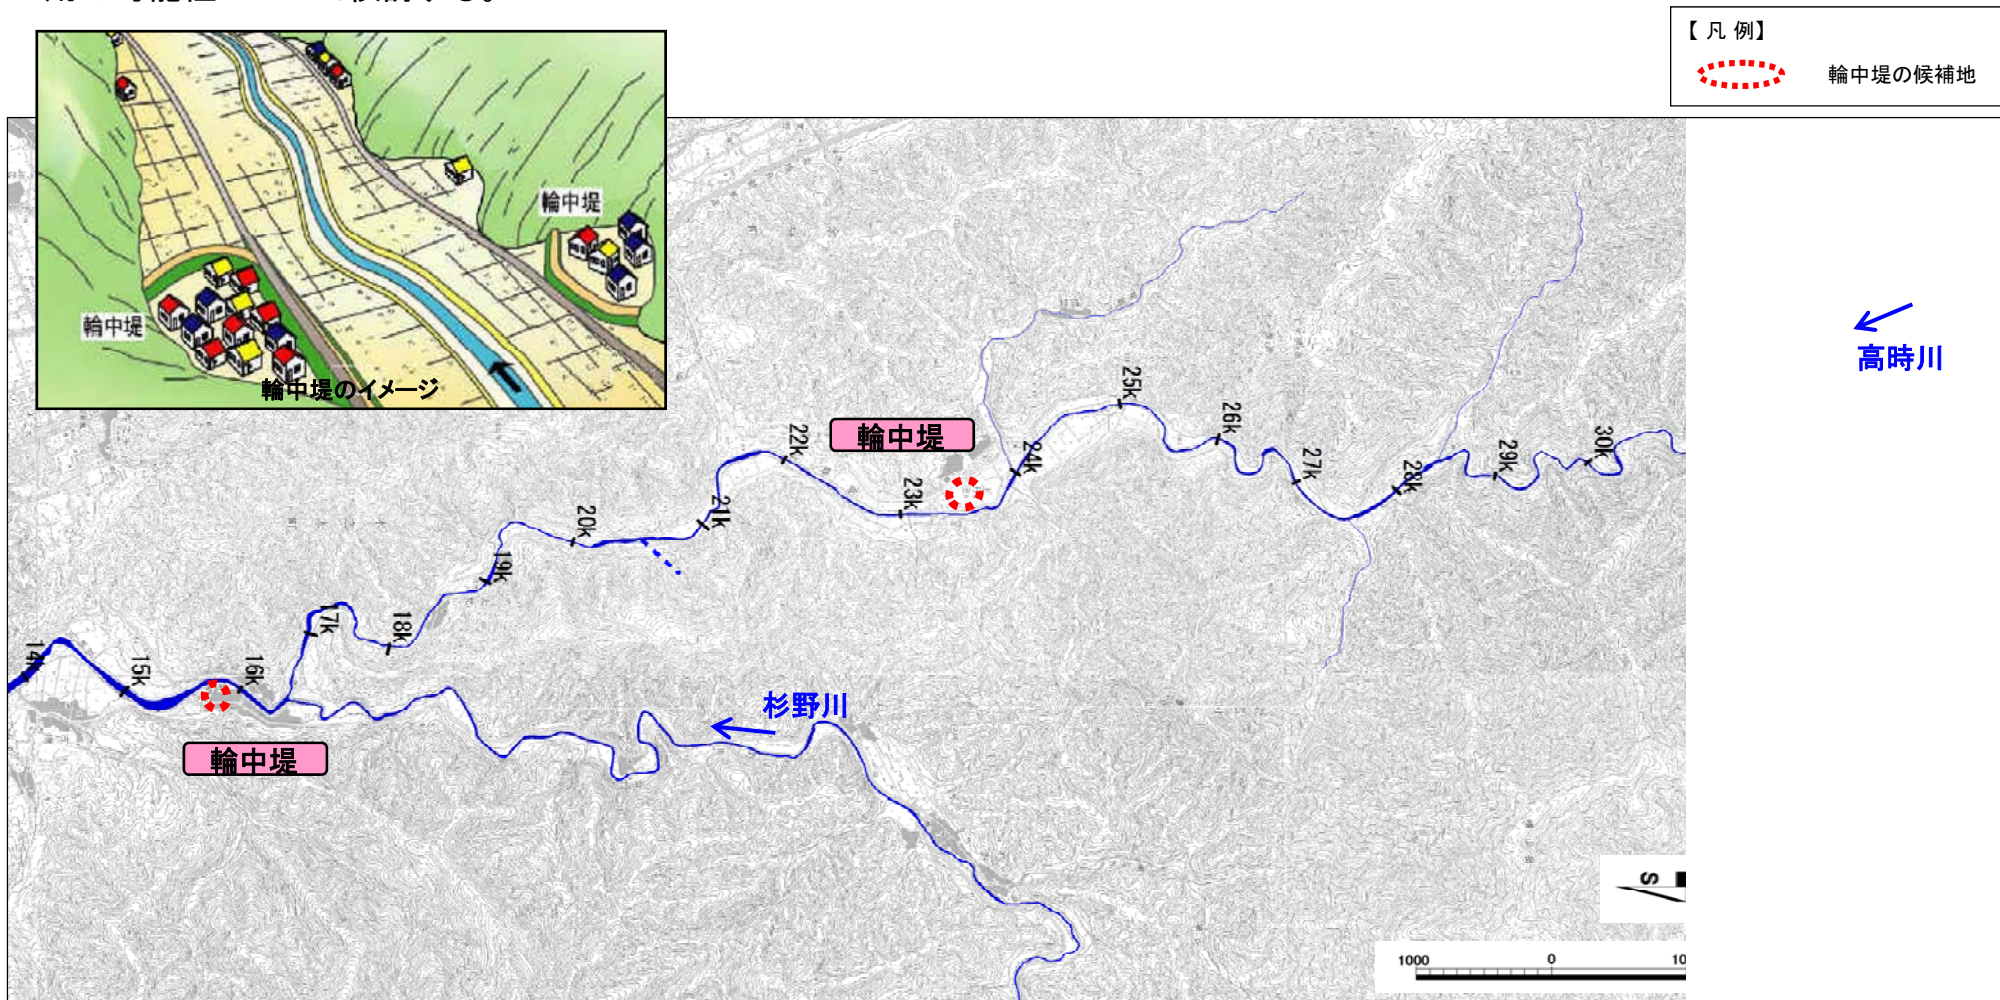 【 凡 例】
輪中堤の候補地
輪中堤
輪中堤
輪中堤のイメージ
高時川
輪中堤
25k
26k
22k
24k
27k
28k
29k
30k
23k
21k
20k
19k
17k
18k
14k
15k
16k
杉野川
輪中堤
S
1000 0 10